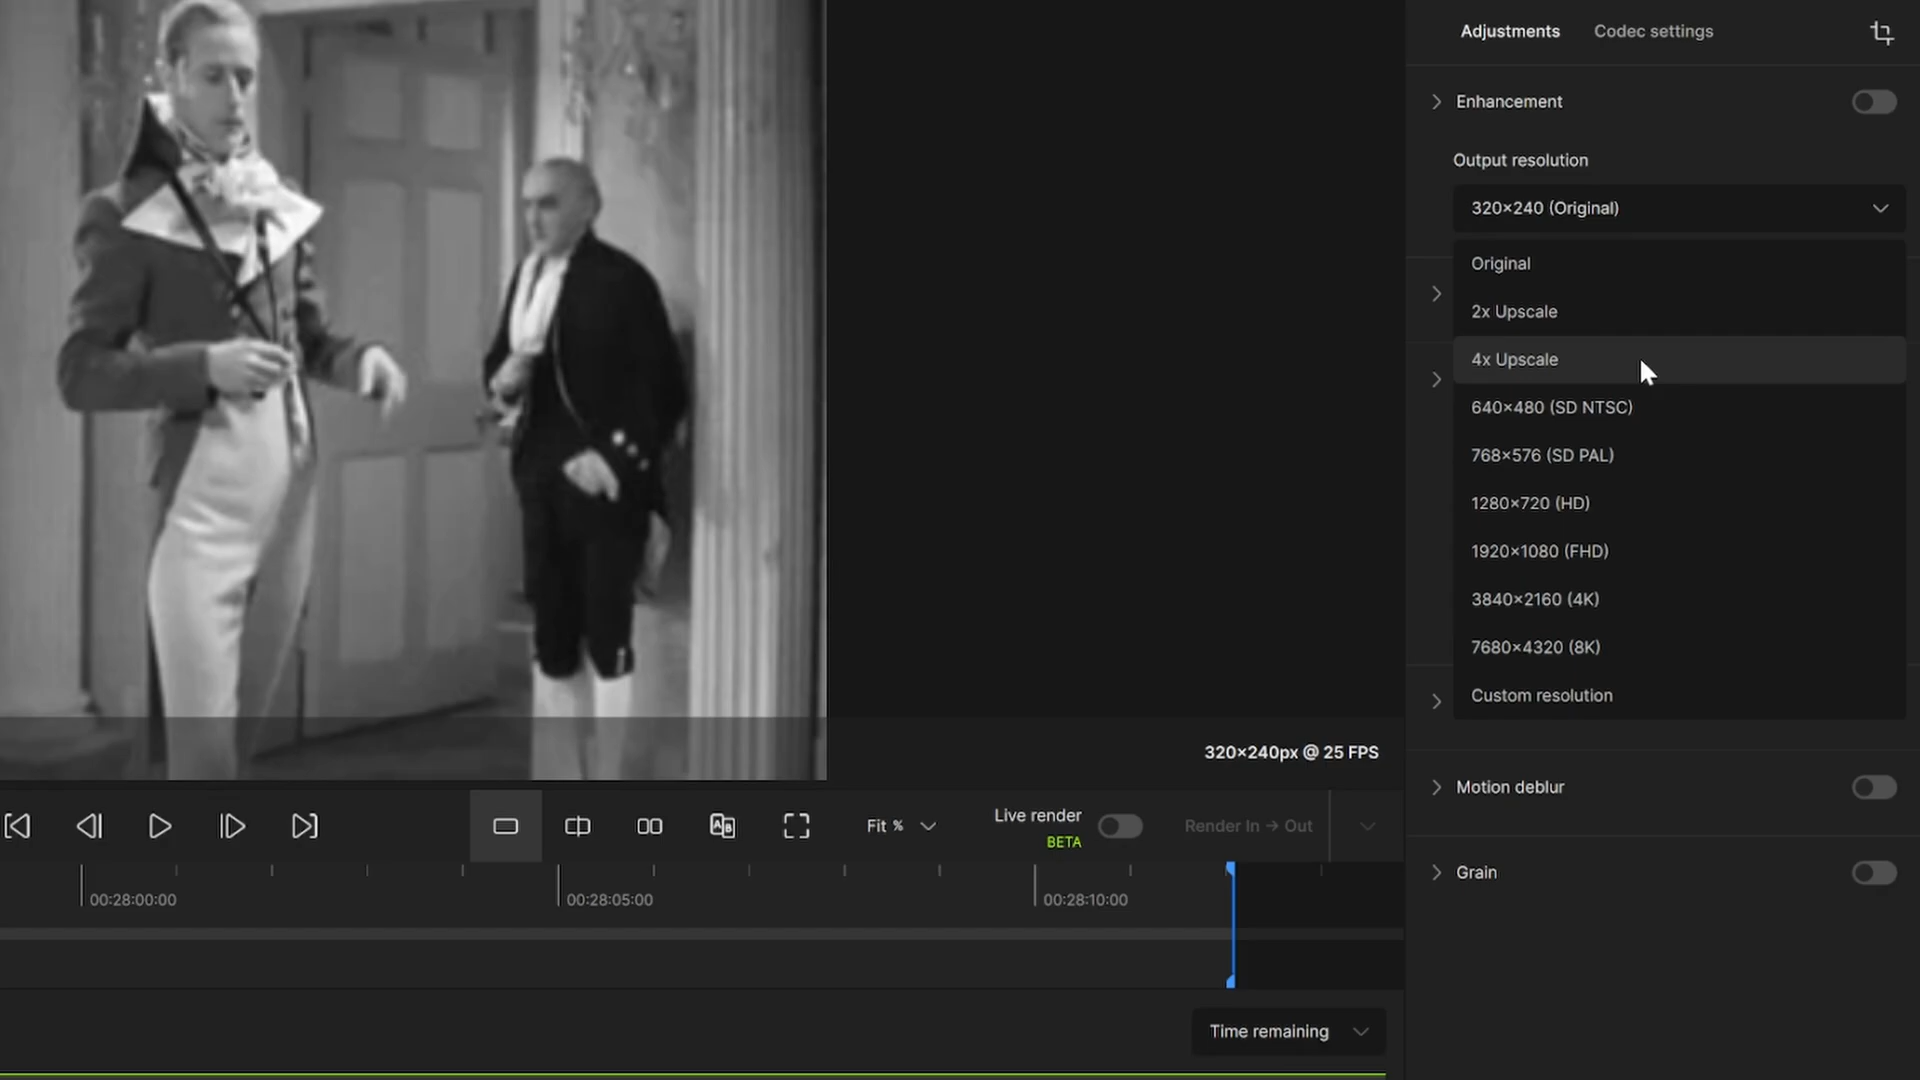 Adjustments
Codec settings
Enhancement
Output resolution
320×240 (Original)
Original
2x Upscale
4x Upscale
640×480 (SD NTSC)
768×576 (SD PAL)
1280×720 (HD)
1920×1080 (FHD)
3840×2160 (4K)
7680×4320 (8K)
Custom resolution
320×240px @ 25 FPS
Motion deblur
Fit %
Live render
BETA
Render In → Out
Grain
00:28:00:00
00:28:05:00
00:28:10:00
Time remaining